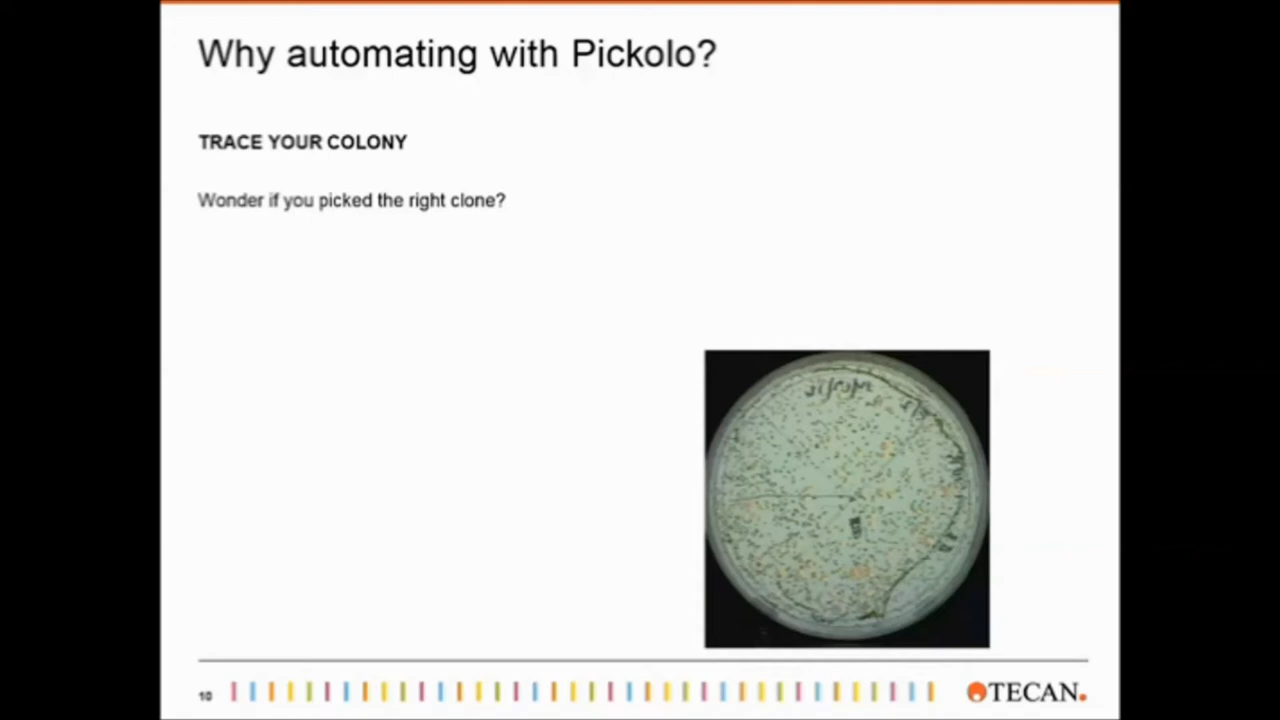 Why automating with Pickolo?
TRACE YOUR COLONY
Wonder if you picked the right clone?
10
TECAN.